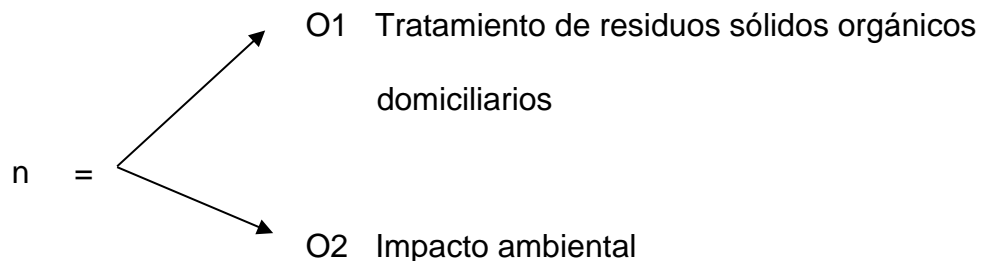 O1 Tratamiento de residuos sólidos orgánicos
domiciliarios
n =
O2 Impacto ambiental